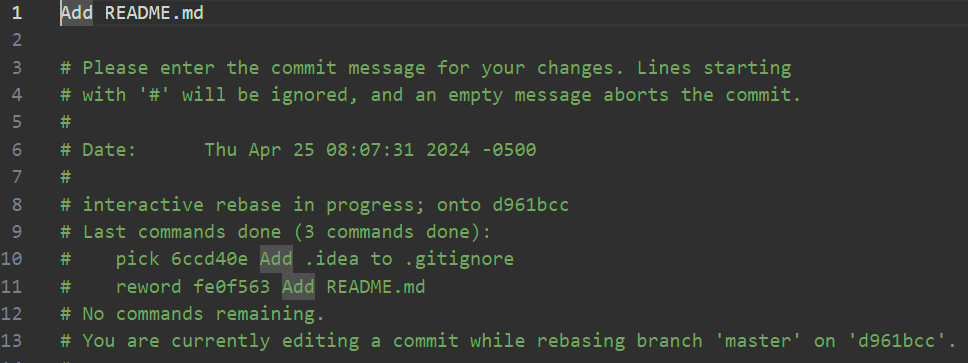 1 Add README.md
2
3 # Please enter the commit message for your changes. Lines starting
4 # with '#' will be ignored, and an empty message aborts the commit.
5 #
6 # Date:      Thu Apr 25 08:07:31 2024 -0500
7 #
8 # interactive rebase in progress; onto d961bcc
9 # Last commands done (3 commands done):
10 #    pick 6ccd40e Add .idea to .gitignore
11 #    reword fe0f563 Add README.md
12 # No commands remaining.
13 # You are currently editing a commit while rebasing branch 'master' on 'd961bcc'.